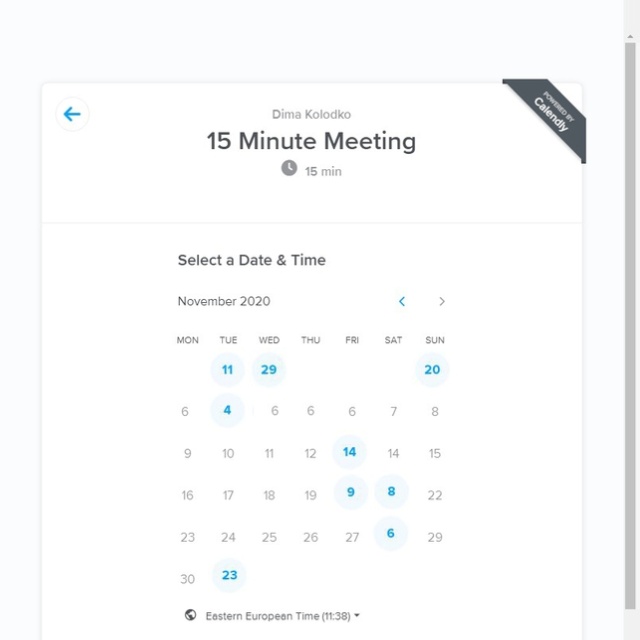 POWERED BY
Calendly
Dima Kolodko
15 Minute Meeting
15 min
Select a Date & Time
November 2020
MON TUE WED THU FRI SAT SUN
11 29 20
6 4 6 6 6 7 8
9 10 11 12 14 14 15
16 17 18 19 9 8 22
23 24 25 26 27 6 29
30 23
Eastern European Time (11:38)